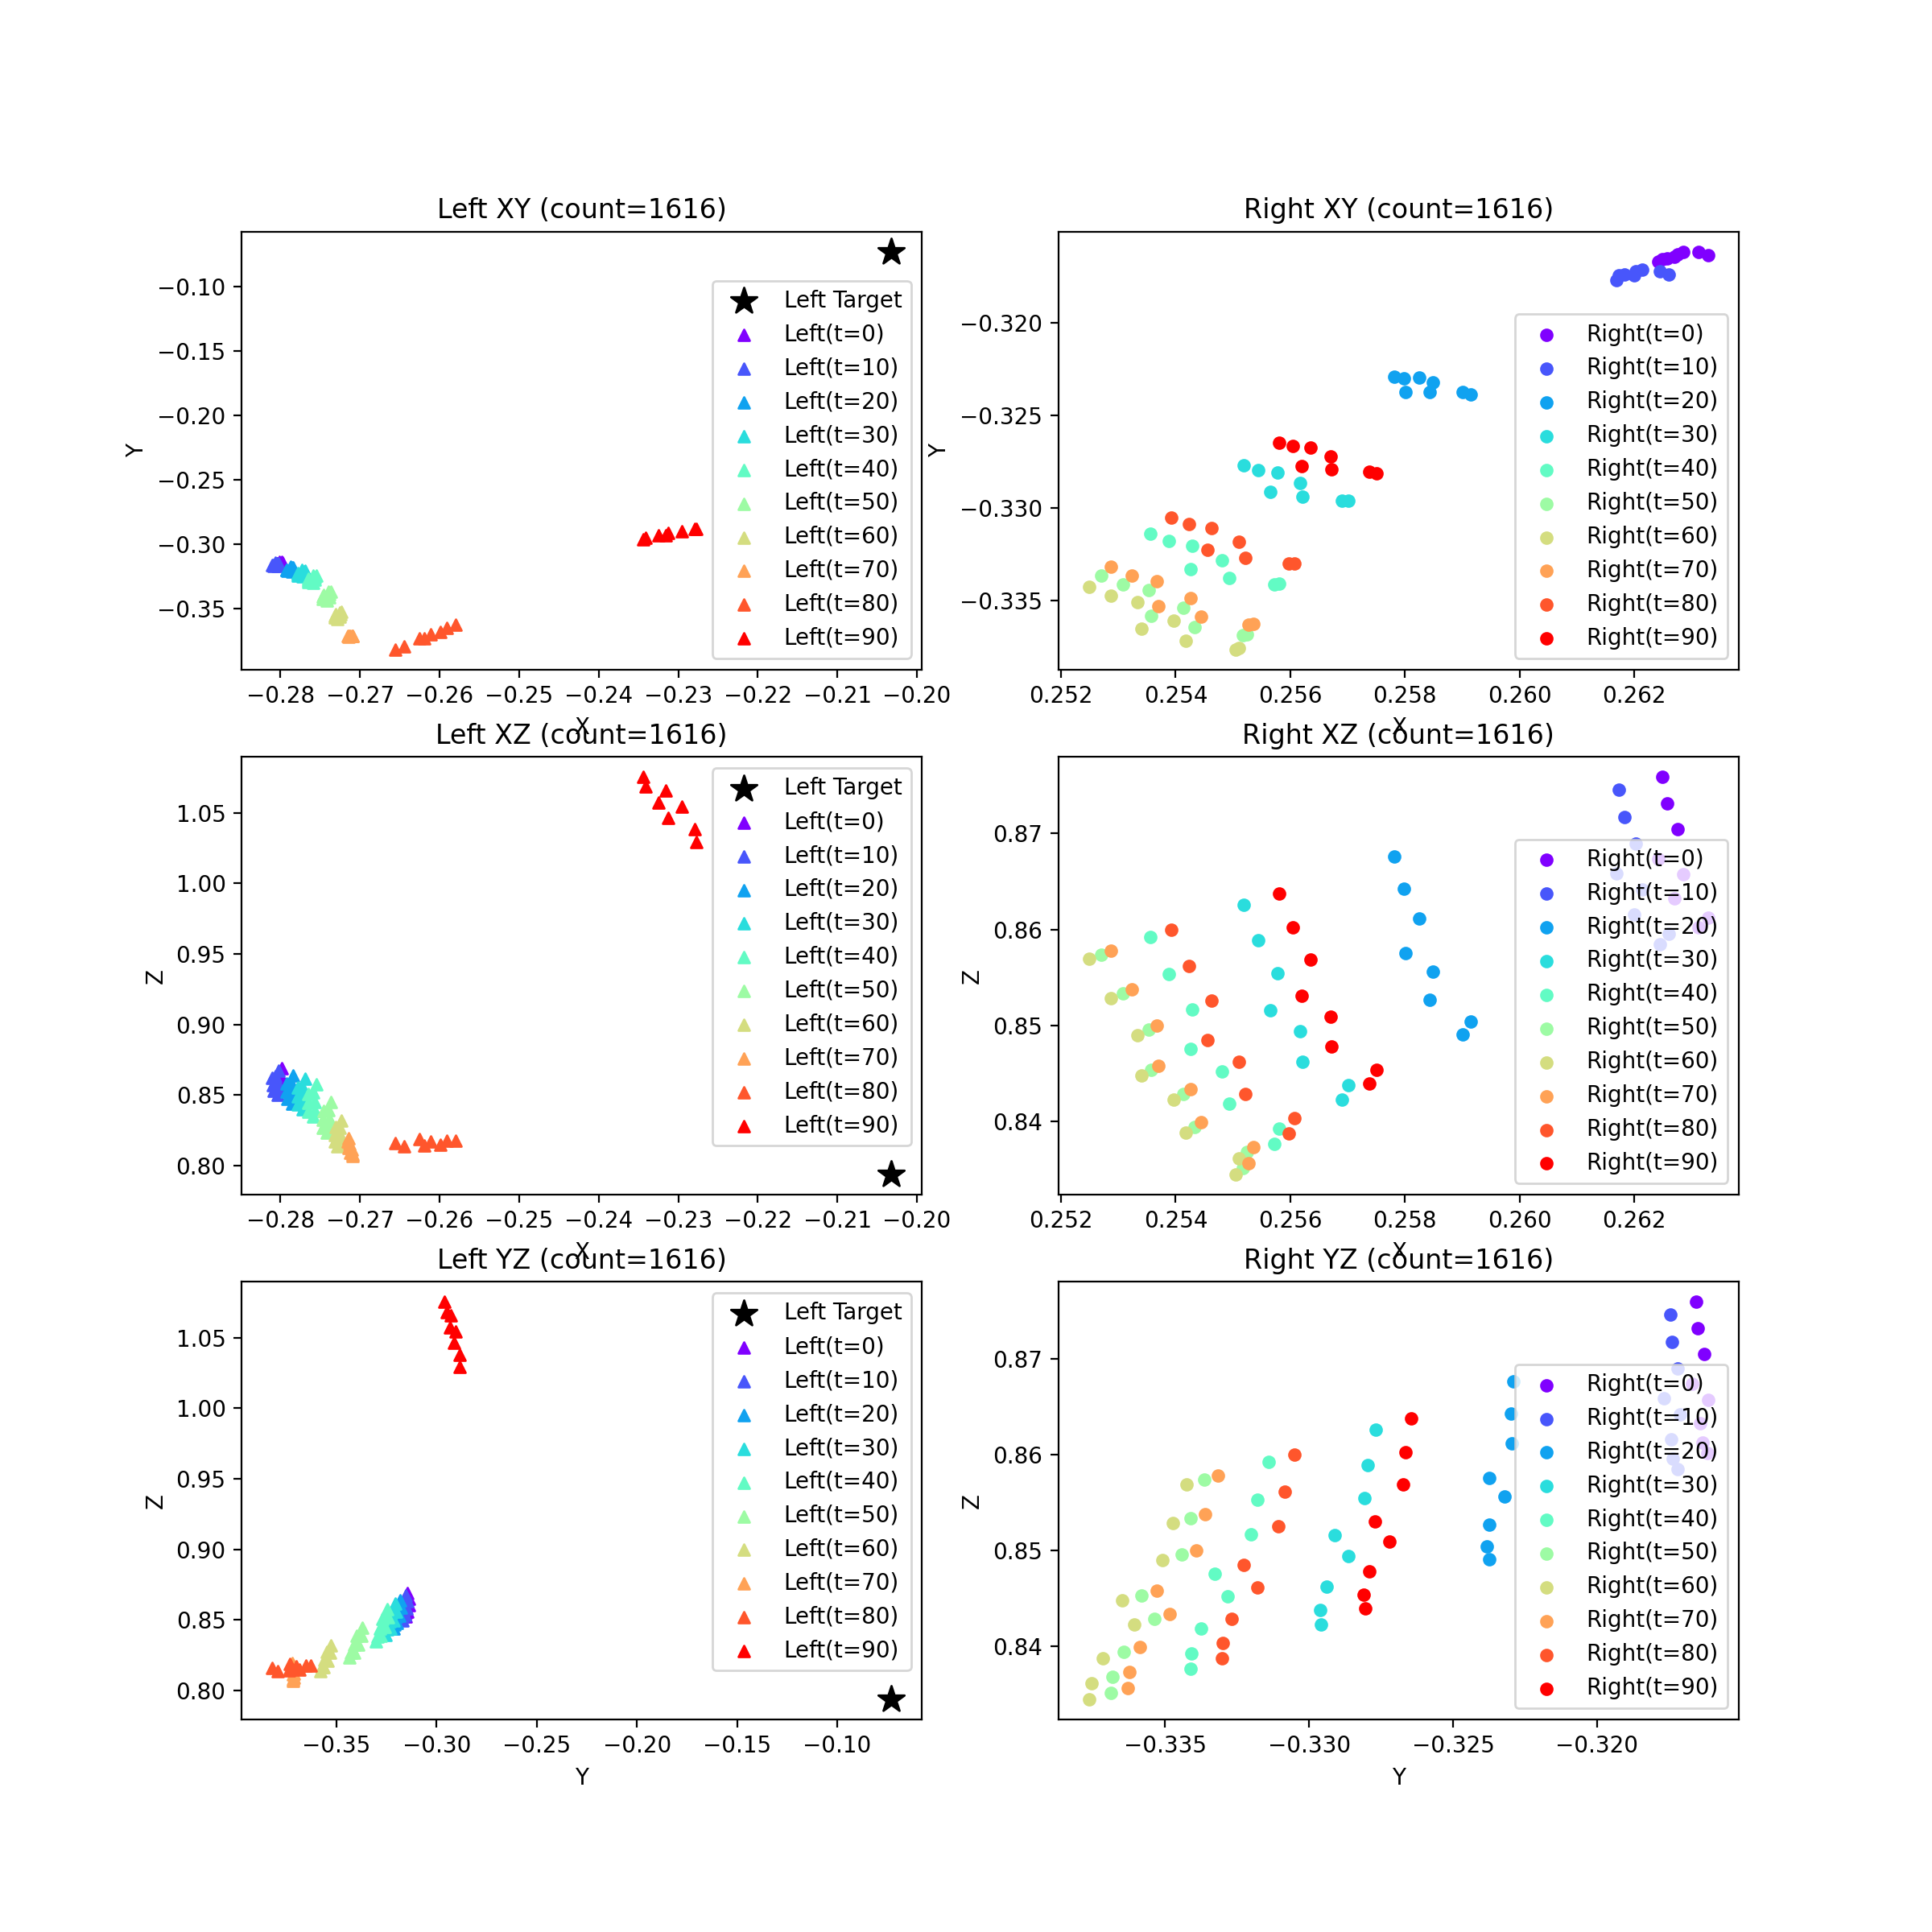 Left XY (count=1616)
Y
−0.10
−0.15
−0.20
−0.25
−0.30
−0.35
Left Target
Left(t=0)
Left(t=10)
Left(t=20)
Left(t=30)
Left(t=40)
Left(t=50)
Left(t=60)
Left(t=70)
Left(t=80)
Left(t=90)
−0.28 −0.27 −0.26 −0.25 −0.24 −0.23 −0.22 −0.21 −0.20
X
Right XY (count=1616)
Y
−0.320
−0.325
−0.330
−0.335
Right(t=0)
Right(t=10)
Right(t=20)
Right(t=30)
Right(t=40)
Right(t=50)
Right(t=60)
Right(t=70)
Right(t=80)
Right(t=90)
0.252 0.254 0.256 0.258 0.260 0.262
X
Left XZ (count=1616)
Z
1.05
1.00
0.95
0.90
0.85
0.80
Left Target
Left(t=0)
Left(t=10)
Left(t=20)
Left(t=30)
Left(t=40)
Left(t=50)
Left(t=60)
Left(t=70)
Left(t=80)
Left(t=90)
−0.28 −0.27 −0.26 −0.25 −0.24 −0.23 −0.22 −0.21 −0.20
X
Right XZ (count=1616)
Z
0.87
0.86
0.85
0.84
Right(t=0)
Right(t=10)
Right(t=20)
Right(t=30)
Right(t=40)
Right(t=50)
Right(t=60)
Right(t=70)
Right(t=80)
Right(t=90)
0.252 0.254 0.256 0.258 0.260 0.262
X
Left YZ (count=1616)
Z
1.05
1.00
0.95
0.90
0.85
0.80
Left Target
Left(t=0)
Left(t=10)
Left(t=20)
Left(t=30)
Left(t=40)
Left(t=50)
Left(t=60)
Left(t=70)
Left(t=80)
Left(t=90)
−0.35 −0.30 −0.25 −0.20 −0.15 −0.10
Y
Right YZ (count=1616)
Z
0.87
0.86
0.85
0.84
Right(t=0)
Right(t=10)
Right(t=20)
Right(t=30)
Right(t=40)
Right(t=50)
Right(t=60)
Right(t=70)
Right(t=80)
Right(t=90)
−0.335 −0.330 −0.325 −0.320
Y